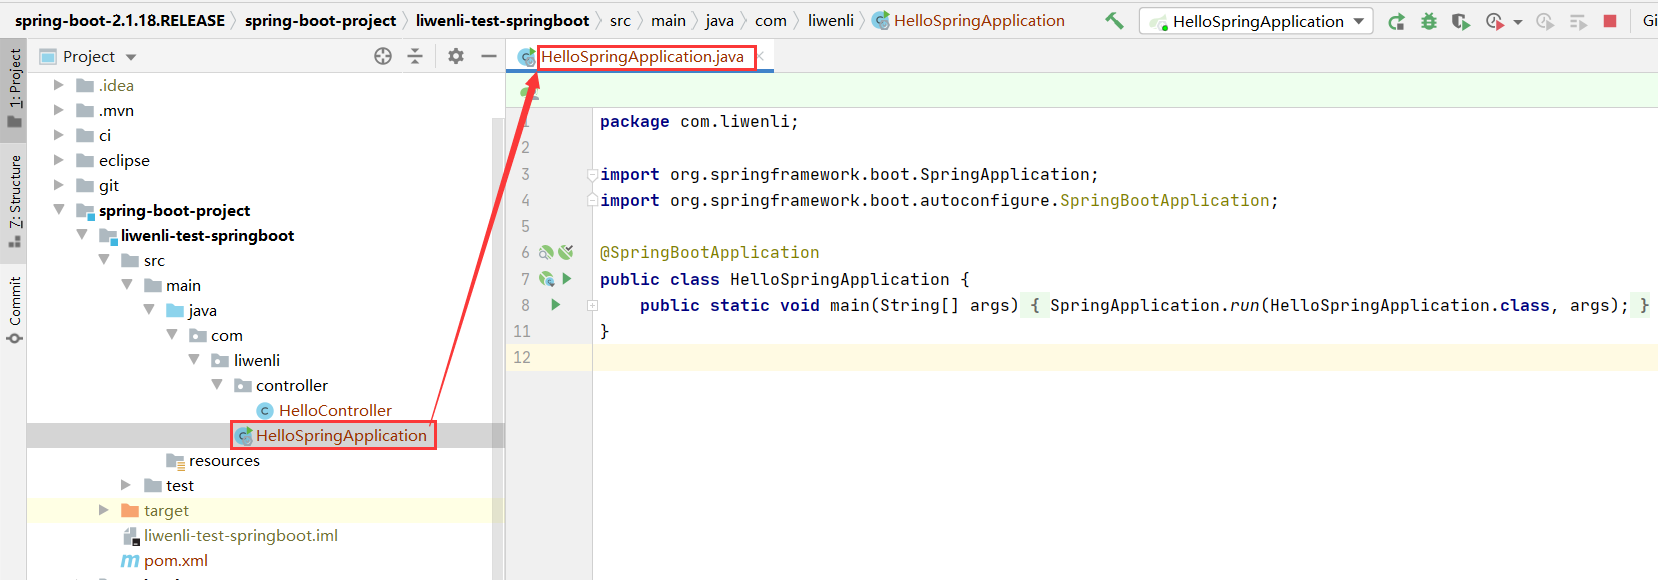 spring-boot-2.1.18.RELEASE spring-boot-project liwenli-test-springboot src main java com liwenli HelloSpringApplication HelloSpringApplication Gi
1: Project
Z: Structure
Commit
Project
.idea
.mvn
ci
eclipse
git
spring-boot-project
liwenli-test-springboot
src
main
java
com
liwenli
controller
HelloController
HelloSpringApplication
resources
test
target
liwenli-test-springboot.iml
pom.xml
HelloSpringApplication.java
1 package com.liwenli;
2
3 import org.springframework.boot.SpringApplication;
4 import org.springframework.boot.autoconfigure.SpringBootApplication;
5
6 @SpringBootApplication
7 public class HelloSpringApplication {
8 public static void main(String[] args) { SpringApplication.run(HelloSpringApplication.class, args); }
11 }
12